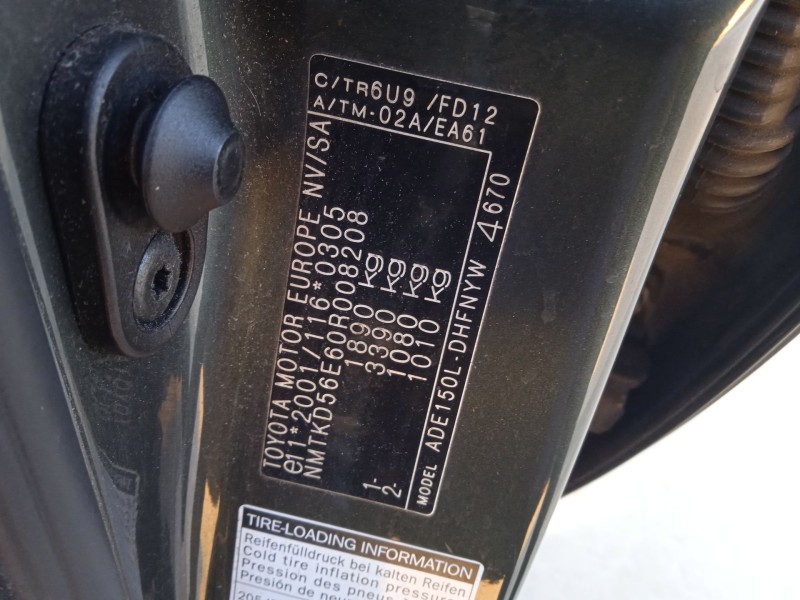 C/TR6U9 /FD12
A/TM-02A/EA61
TOYOTA MOTOR EUROPE NV/SA
e11*2001/116*0305
NMTKD56E60R008208
1890 kg
3390 kg
1- 1080 kg
2- 1010 kg
MODEL ADE150L-DHFNYW 4670
TIRE-LOADING INFORMATION
Reifenfülldruck bei kalten Reifen
Cold tire inflation pressure
Pression des pneus
Presión de